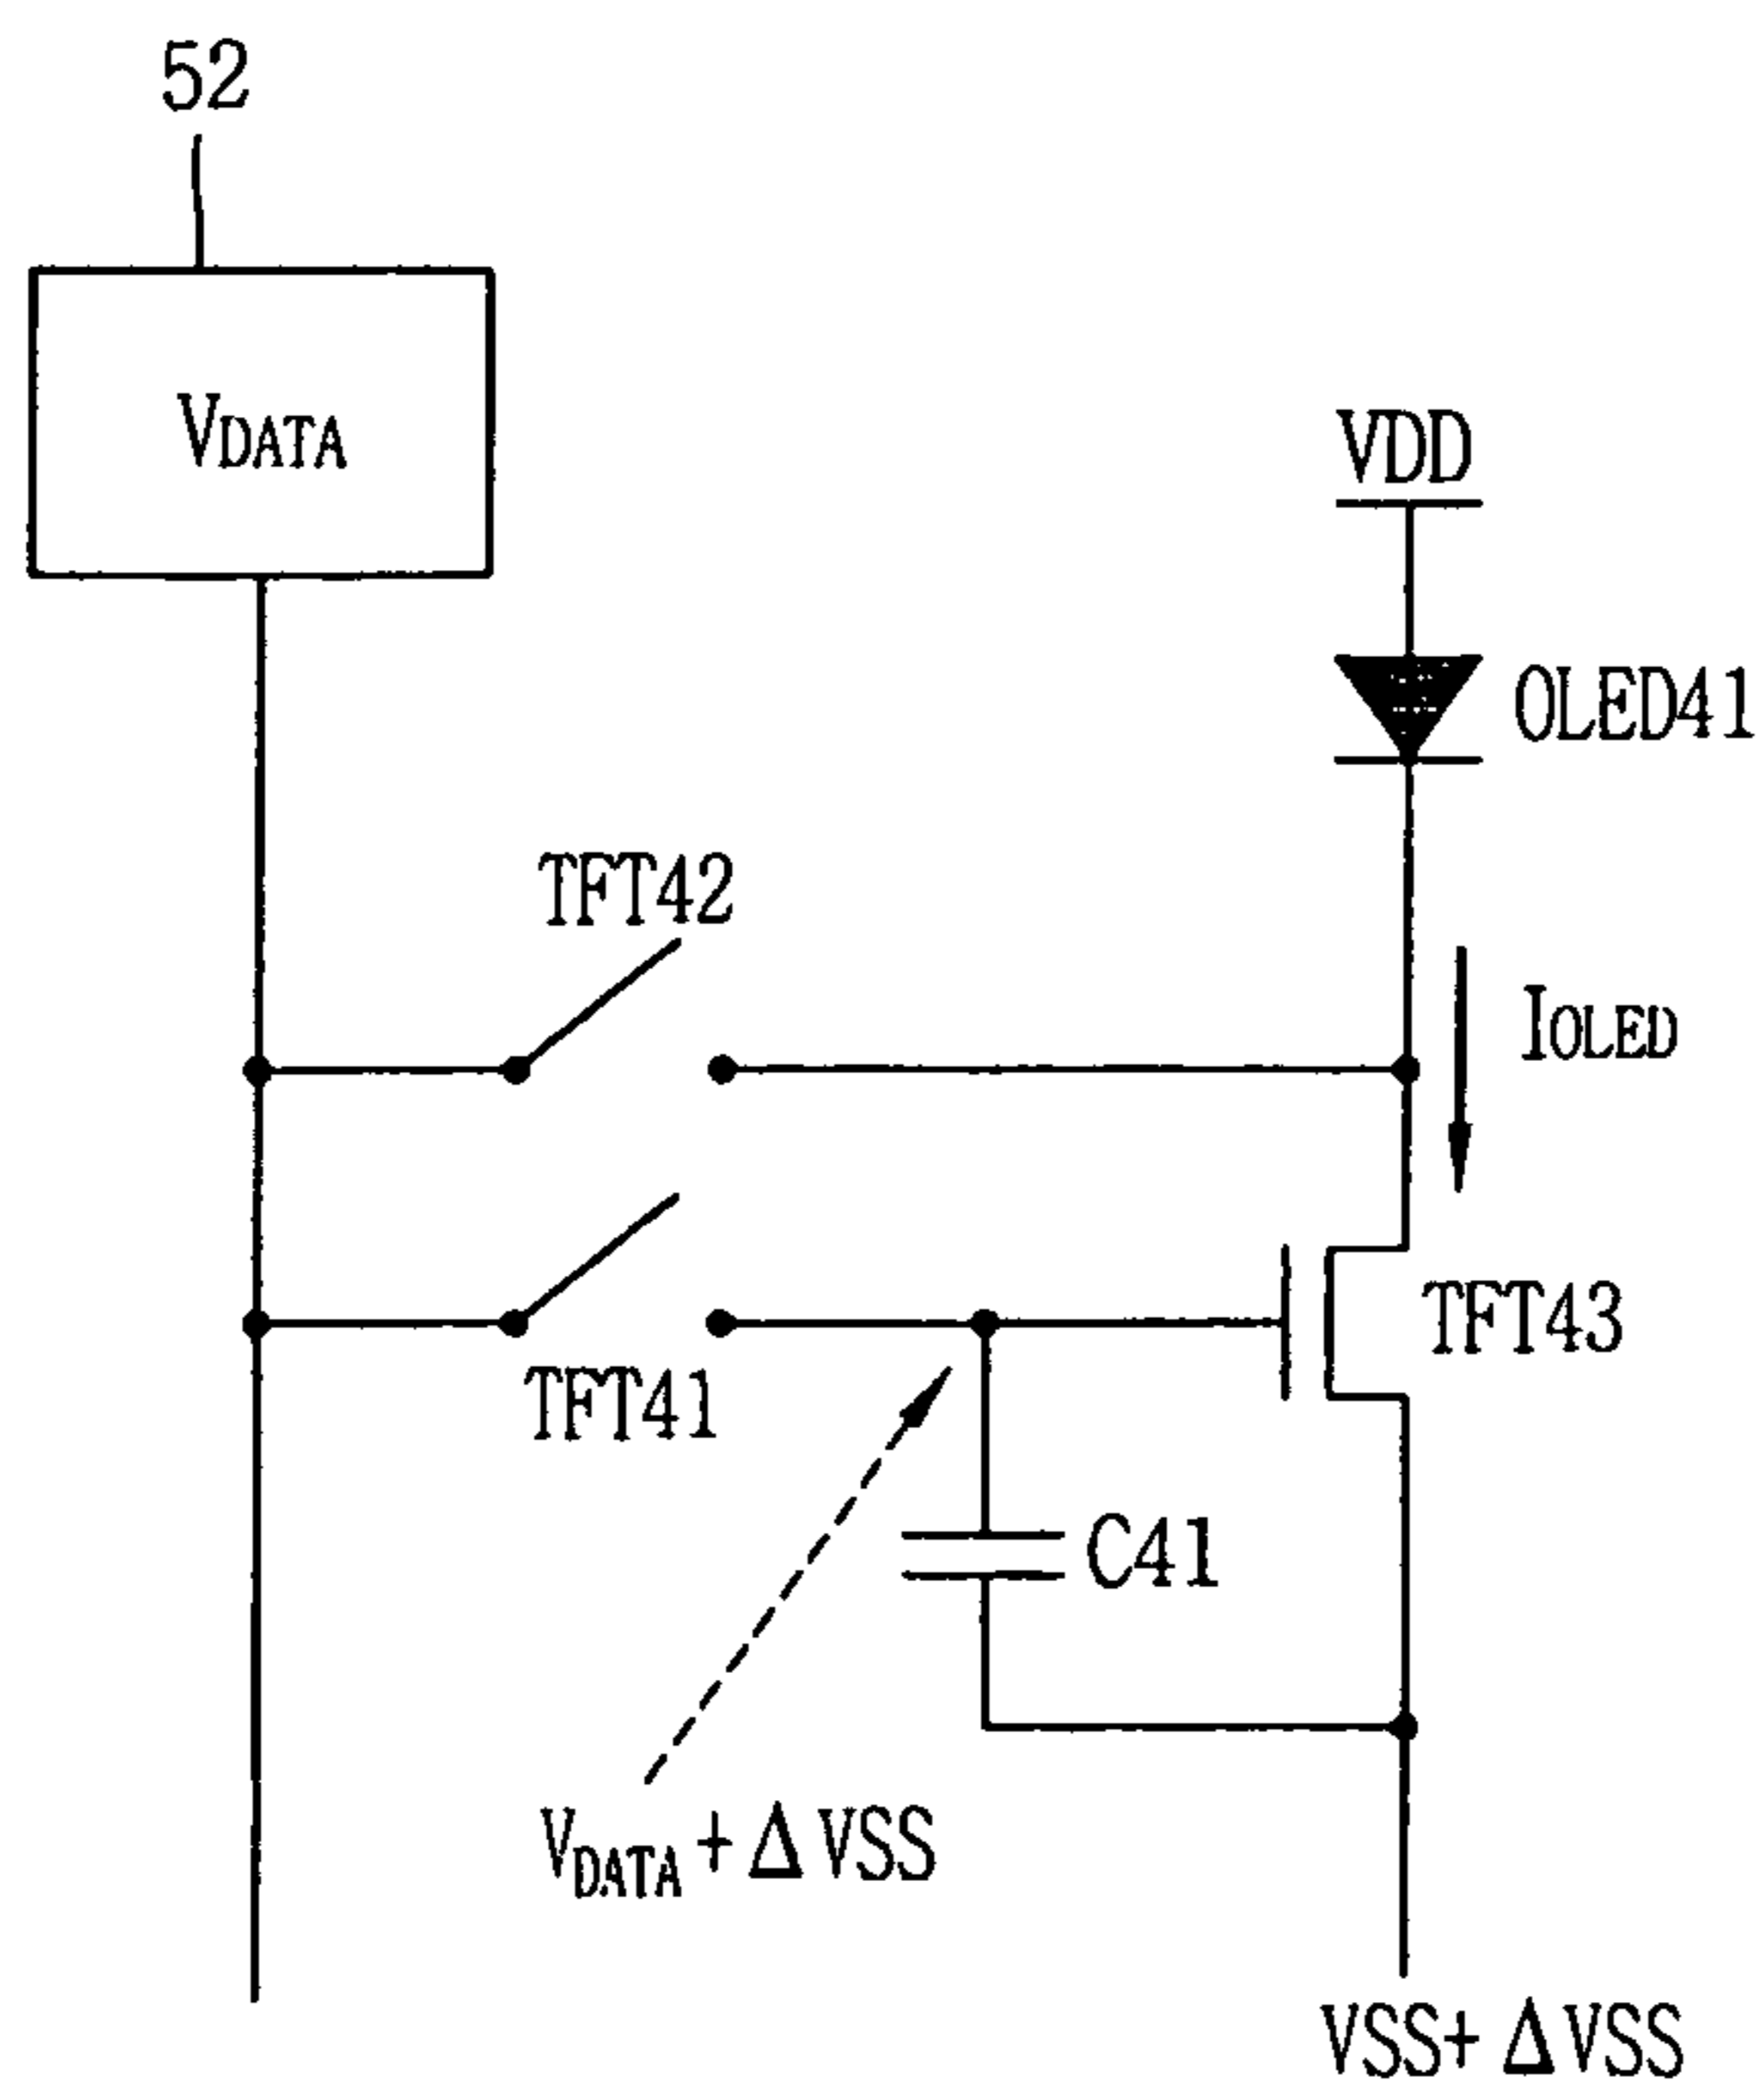 52
VDATA
VDD
OLED41
TFT42
IOLED
TFT43
TFT41
C41
VDATA+ΔVSS
VSS+ΔVSS